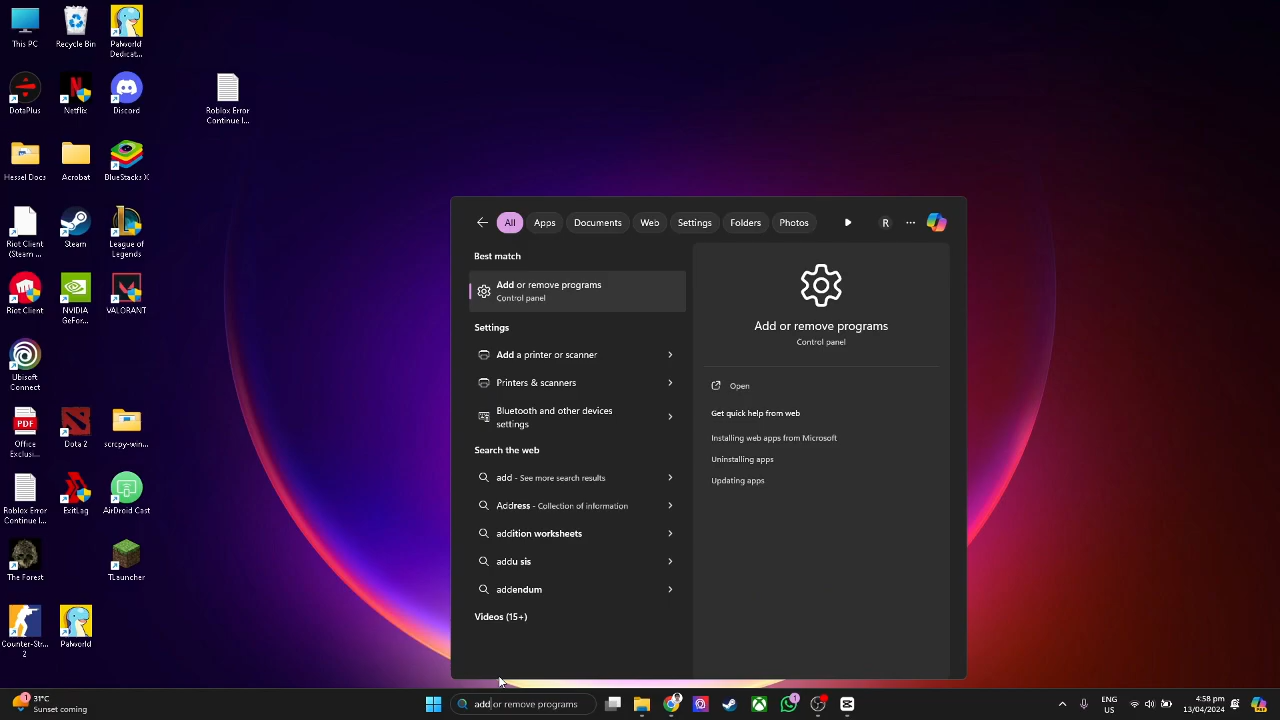 This PC
Recycle Bin
Palworld
Dedicat...
DotaPlus
Netflix
Discord
Roblox Error
Continue I...
Hessel Docs
Acrobat
BlueStacks X
Riot Client
(Steam ...
Steam
League of
Legends
Riot Client
NVIDIA
GeFor...
VALORANT
Ubisoft
Connect
PDF
Office
Exclusi...
Dota 2
scrcpy-win...
Roblox Error
Continue I...
ExitLag
AirDroid Cast
The Forest
TLauncher
Counter-Str...
2
Palworld
All
Apps
Documents
Web
Settings
Folders
Photos
R
Best match
Add or remove programs
Control panel
Settings
Add a printer or scanner
Printers & scanners
Bluetooth and other devices
settings
Search the web
add - See more search results
Address - Collection of information
addition worksheets
addu sis
addendum
Videos (15+)
Add or remove programs
Control panel
Open
Get quick help from web
Installing web apps from Microsoft
Uninstalling apps
Updating apps
1
31°C
Sunset coming
add or remove programs
1
ENG
US
4:58 pm
13/04/2024